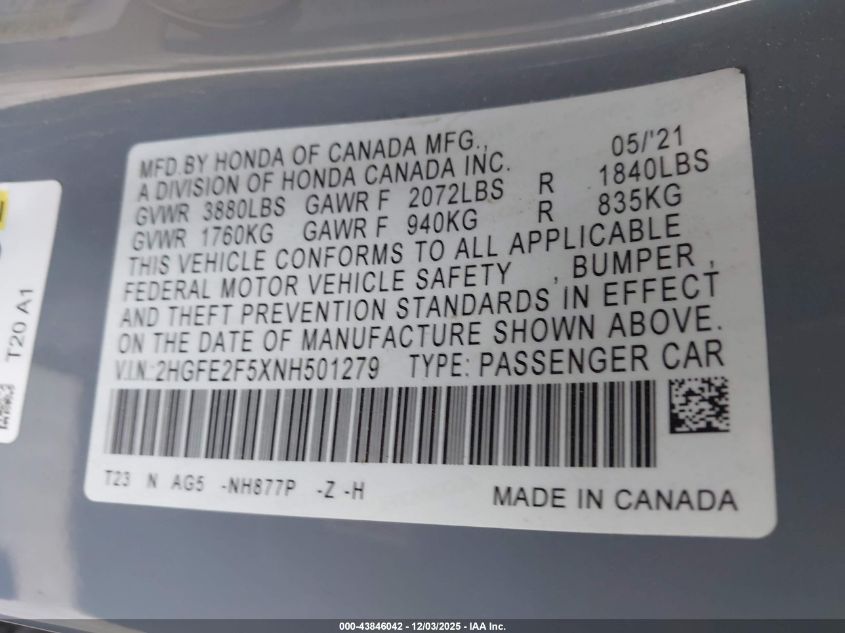 MFD.BY HONDA OF CANADA MFG., 05/'21
A DIVISION OF HONDA CANADA INC.
GVWR 3880LBS GAWR F 2072LBS R 1840LBS
GVWR 1760KG GAWR F 940KG R 835KG
THIS VEHICLE CONFORMS TO ALL APPLICABLE
FEDERAL MOTOR VEHICLE SAFETY , BUMPER ,
AND THEFT PREVENTION STANDARDS IN EFFECT
ON THE DATE OF MANUFACTURE SHOWN ABOVE.
V.I.N.:2HGFE2F5XNH501279 TYPE: PASSENGER CAR
T23 N AG5 -NH877P -Z -H
MADE IN CANADA
T20 A1
000-43846042 - 12/03/2025 - IAA Inc.